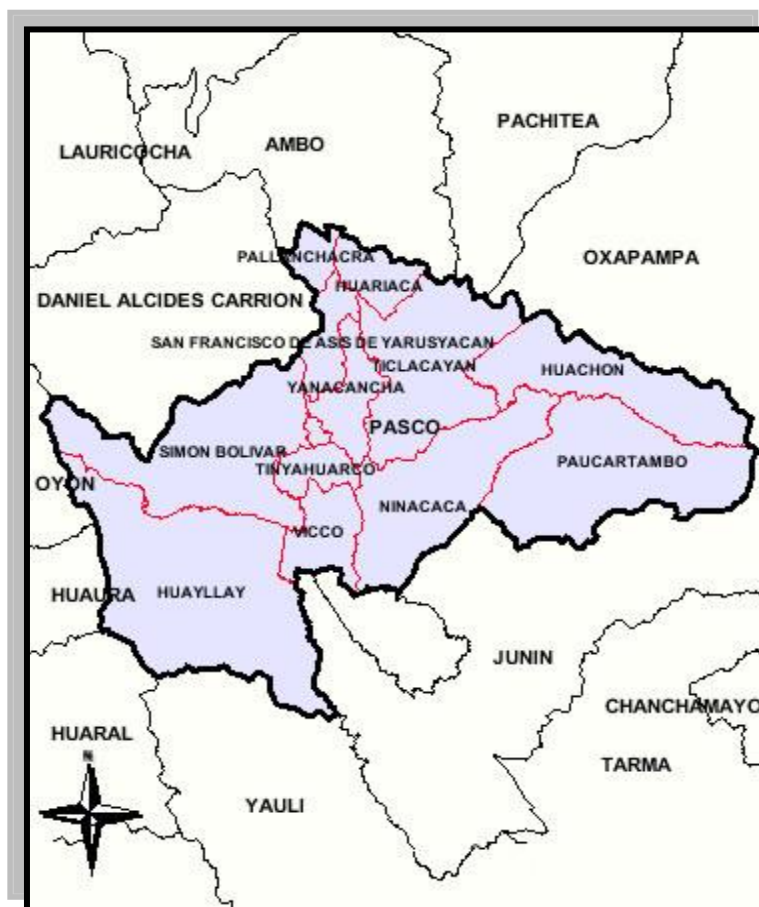 PACHITEA
AMBO
LAURICOCHA
PALLANCHACRA
OXAPAMPA
HUARIACA
DANIEL ALCIDES CARRION
SAN FRANCISCO DE ASIS DE YARUSYACAN
TICLACAYAN
HUACHON
YANACANCHA
PASCO
SIMON BOLIVAR
PAUCARTAMBO
TINYAHUARCO
OYON
NINACACA
VICCO
HUAURA
HUAYLLAY
JUNIN
CHANCHAMAYO
HUARAL
N
TARMA
YAULI